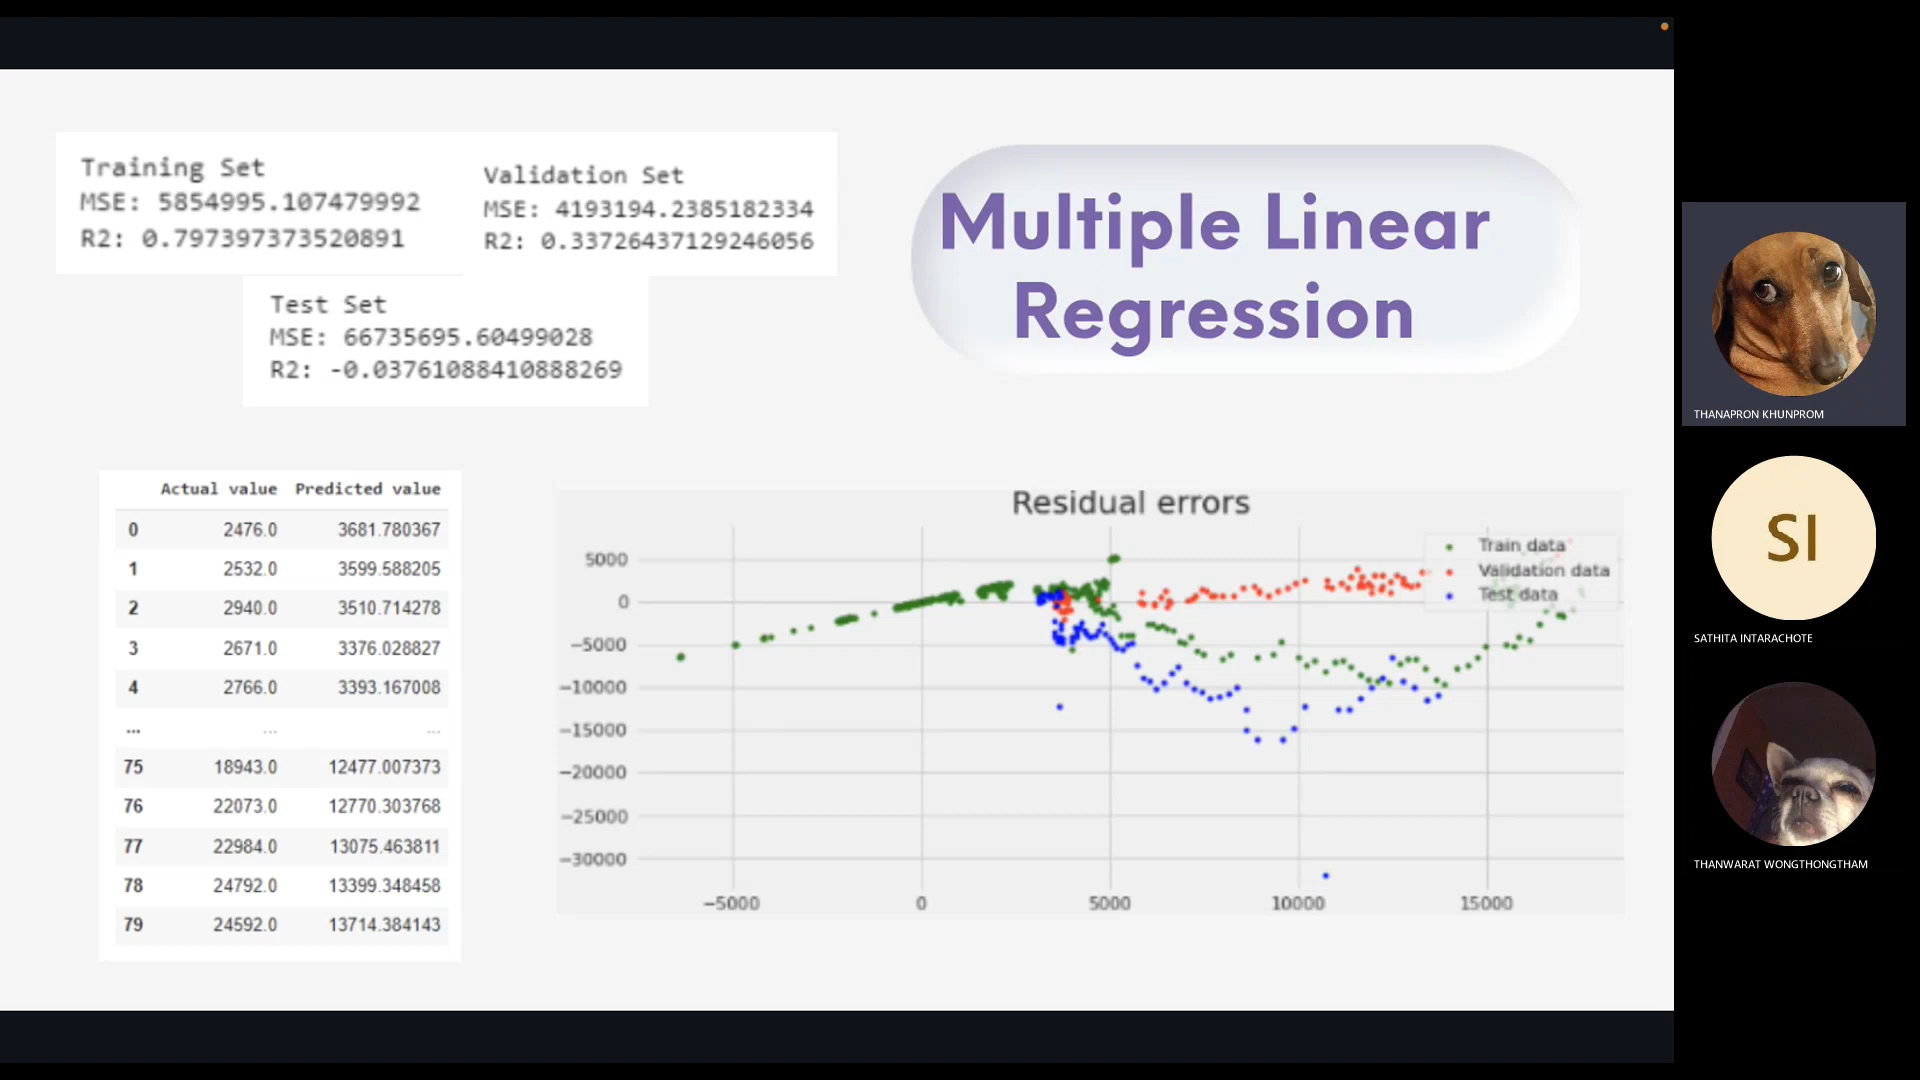 Training Set
MSE: 5854995.107479992
R2: 0.797397373520891
Validation Set
MSE: 4193194.2385182334
R2: 0.33726437129246056
Test Set
MSE: 66735695.60499028
R2: -0.03761088410888269
Multiple Linear
Regression
Actual value Predicted value
0 2476.0 3681.780367
1 2532.0 3599.588205
2 2940.0 3510.714278
3 2671.0 3376.028827
4 2766.0 3393.167008
... ... ...
75 18943.0 12477.007373
76 22073.0 12770.303768
77 22984.0 13075.463811
78 24792.0 13399.348458
79 24592.0 13714.384143
Residual errors
Train data
Validation data
Test data
5000
0
−5000
−10000
−15000
−20000
−25000
−30000
−5000 0 5000 10000 15000
THANAPRON KHUNPROM
SI
SATHITA INTARACHOTE
THANWARAT WONGTHONGTHAM